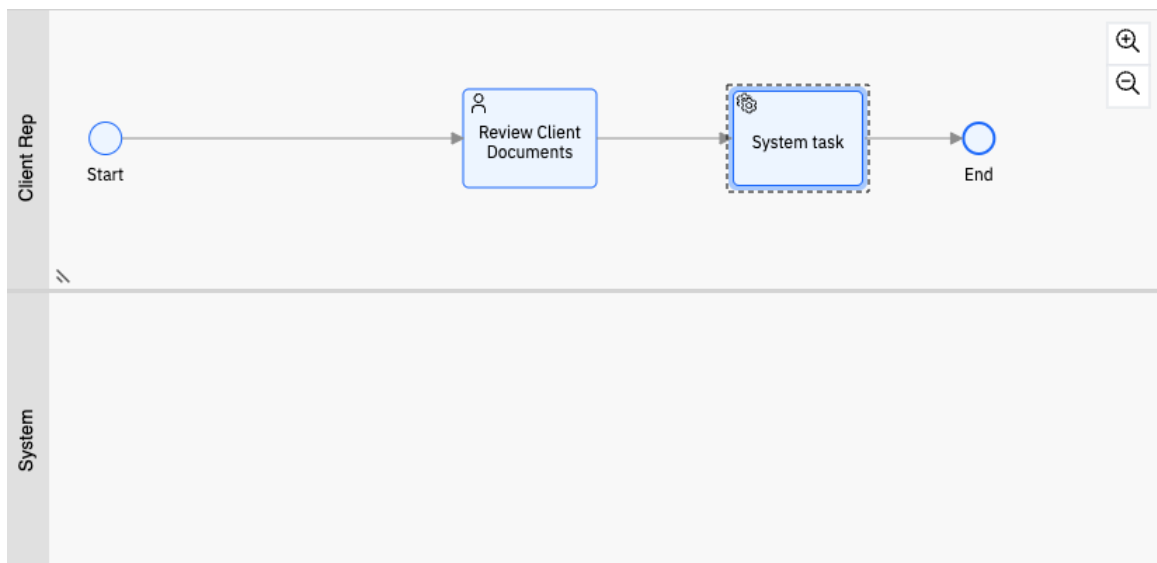 Client Rep
Start
Review Client
Documents
System task
End
System